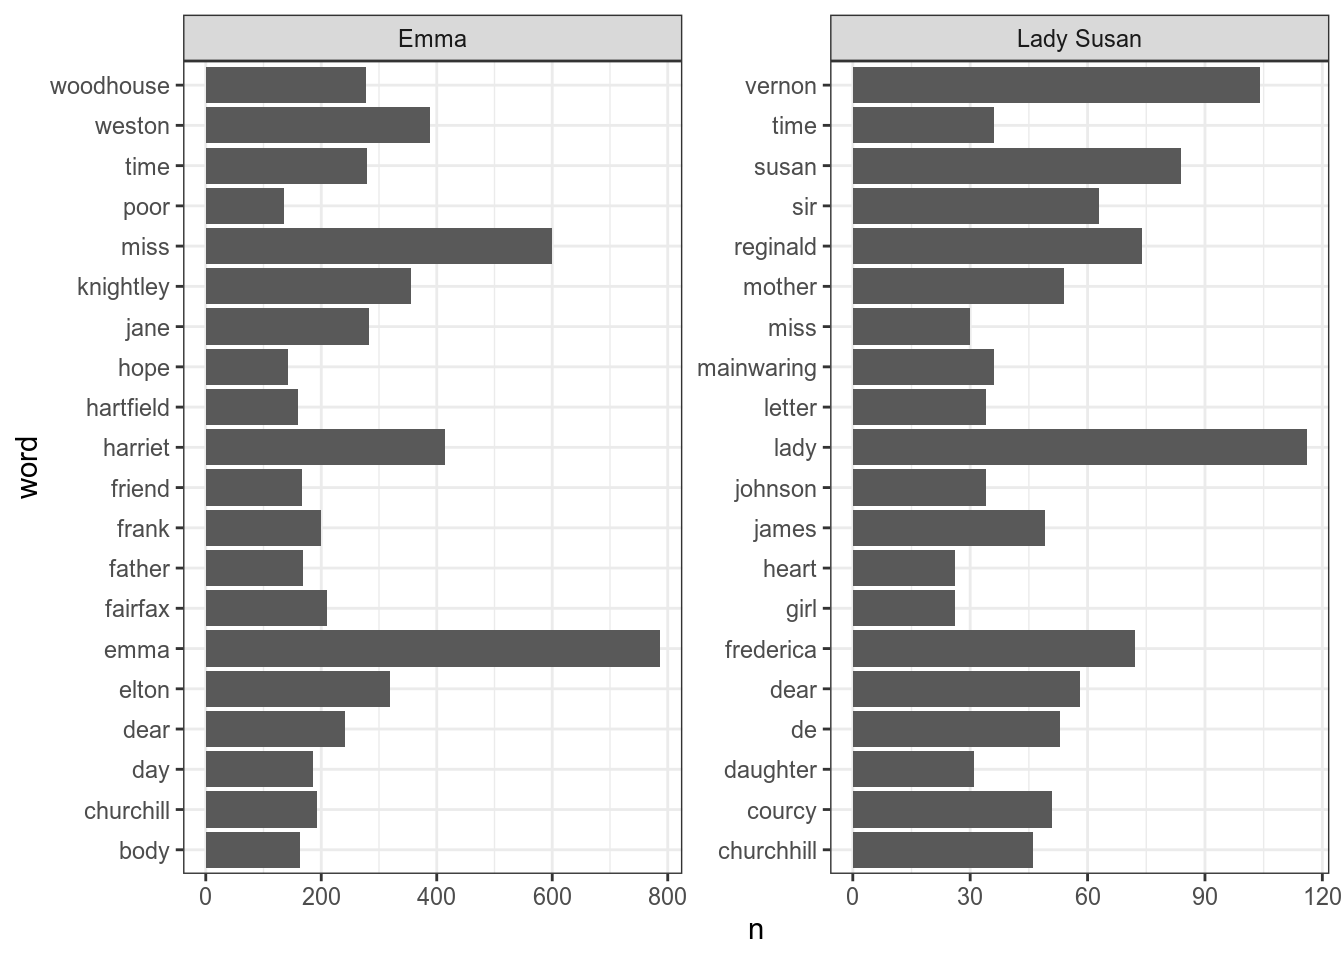 Emma
Lady Susan
woodhouse
weston
time
poor
miss
knightley
jane
hope
hartfield
harriet
friend
frank
father
fairfax
emma
elton
dear
day
churchill
body
vernon
time
susan
sir
reginald
mother
miss
mainwaring
letter
lady
johnson
james
heart
girl
frederica
dear
de
daughter
courcy
churchhill
0 200 400 600 800
0 30 60 90 120
word
n